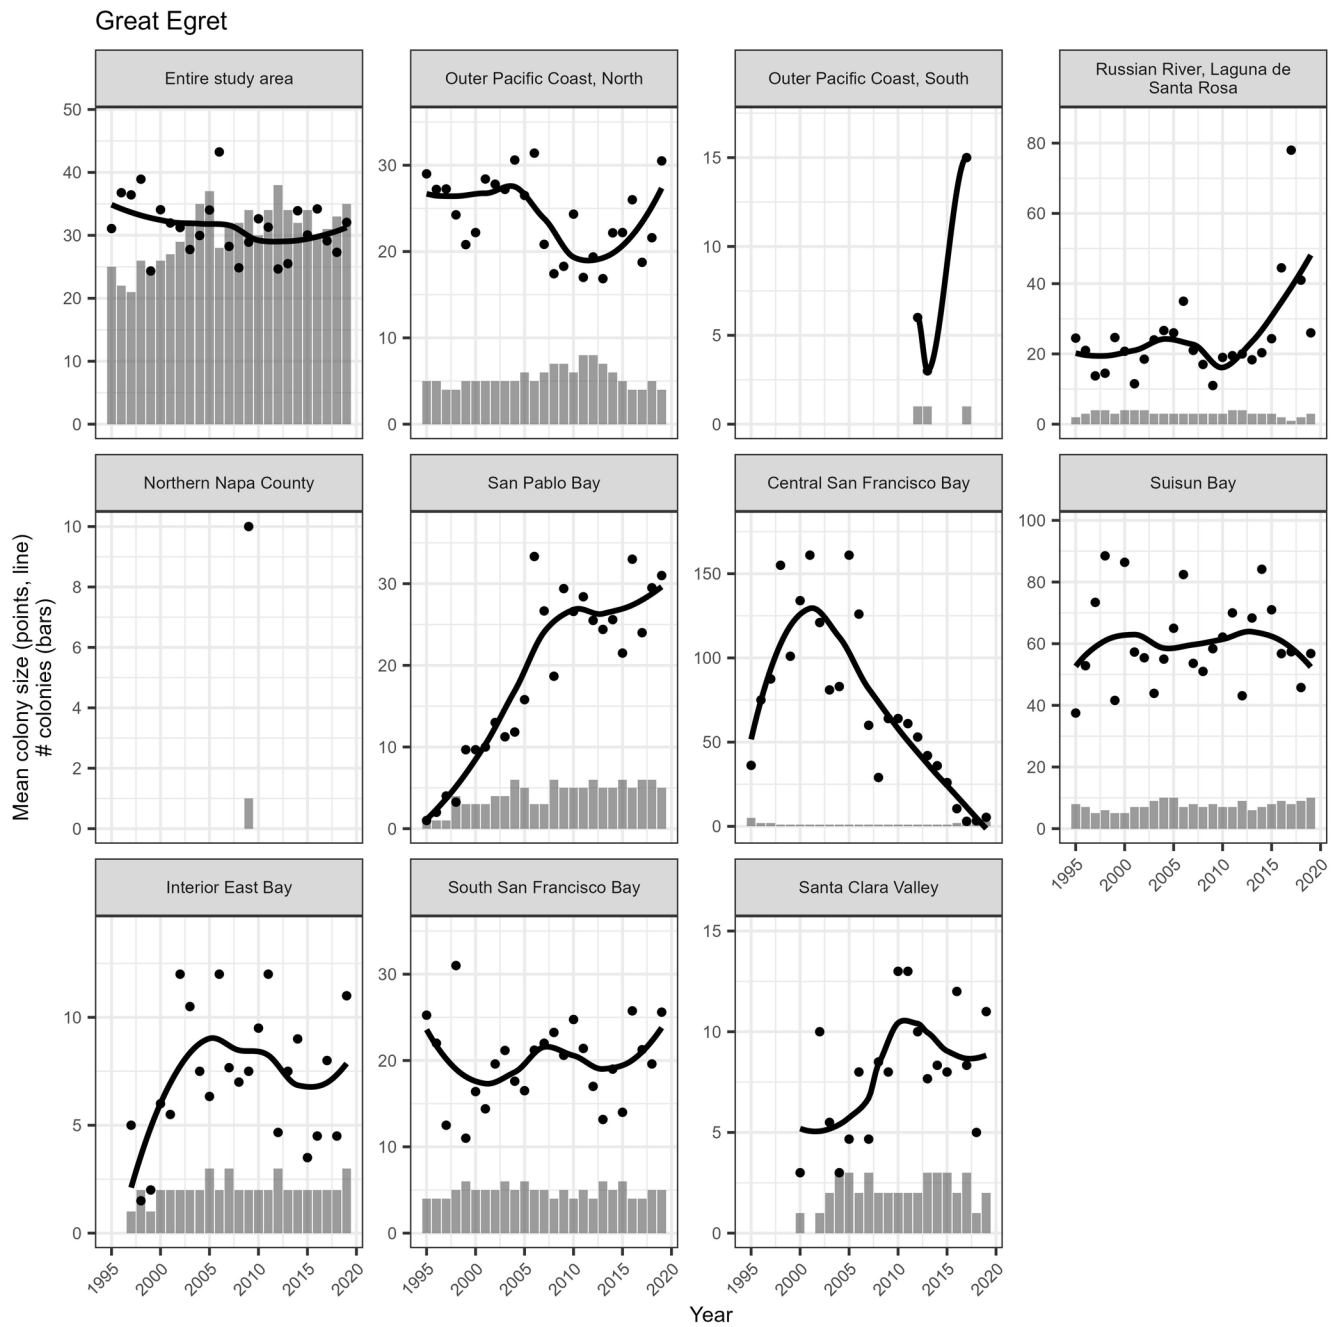 Great Egret
Entire study area
Outer Pacific Coast, North
Outer Pacific Coast, South
Russian River, Laguna de
Santa Rosa
50
40
30
20
10
0
30
20
10
0
15
10
5
0
80
60
40
20
0
Northern Napa County
San Pablo Bay
Central San Francisco Bay
Suisun Bay
Mean colony size (points, line)
# colonies (bars)
10
8
6
4
2
0
30
20
10
0
150
100
50
0
100
80
60
40
20
0
1995 2000 2005 2010 2015 2020
Interior East Bay
South San Francisco Bay
Santa Clara Valley
10
5
0
30
20
10
0
15
10
5
0
1995 2000 2005 2010 2015 2020
1995 2000 2005 2010 2015 2020
1995 2000 2005 2010 2015 2020
Year